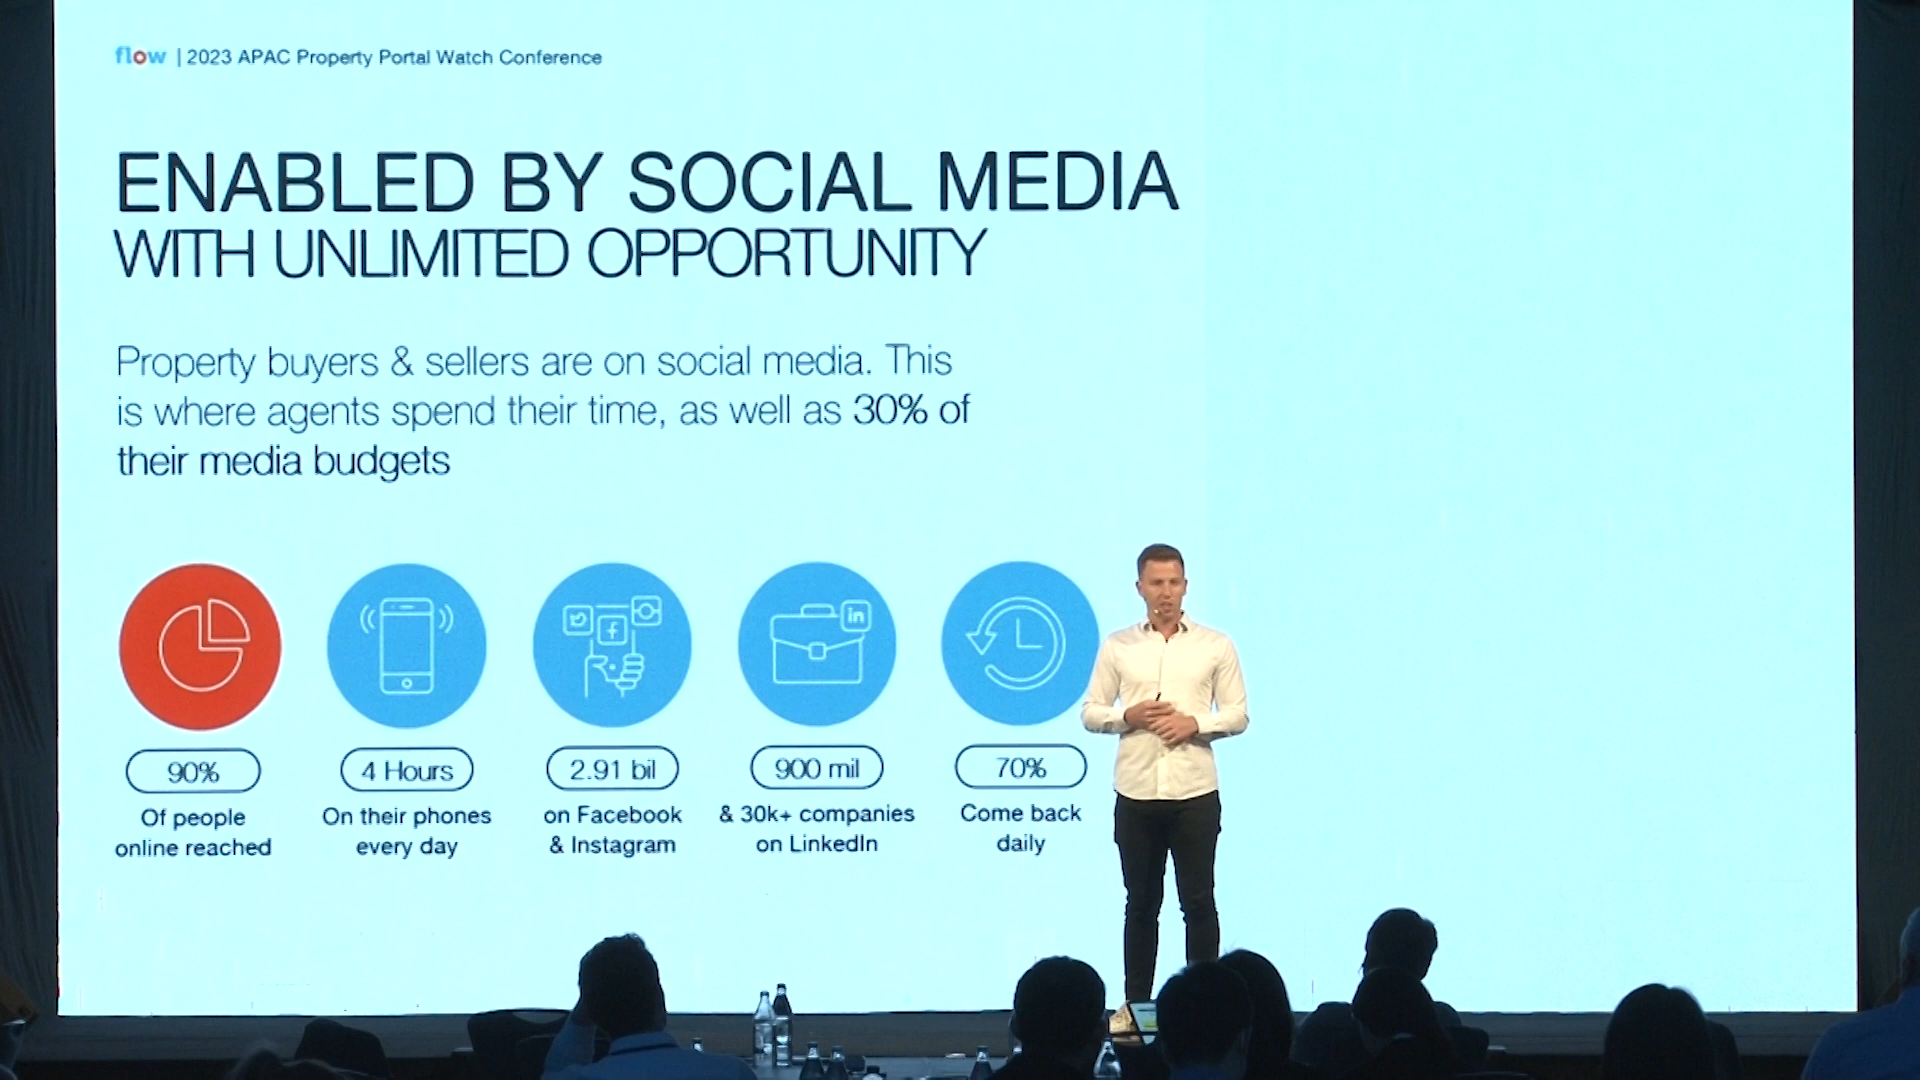 flow | 2023 APAC Property Portal Watch Conference
ENABLED BY SOCIAL MEDIA
WITH UNLIMITED OPPORTUNITY
Property buyers & sellers are on social media. This
is where agents spend their time, as well as 30% of
their media budgets
in
f
90%
Of people
online reached
4 Hours
On their phones
every day
2.91 bil
on Facebook
& Instagram
900 mil
& 30k+ companies
on LinkedIn
70%
Come back
daily